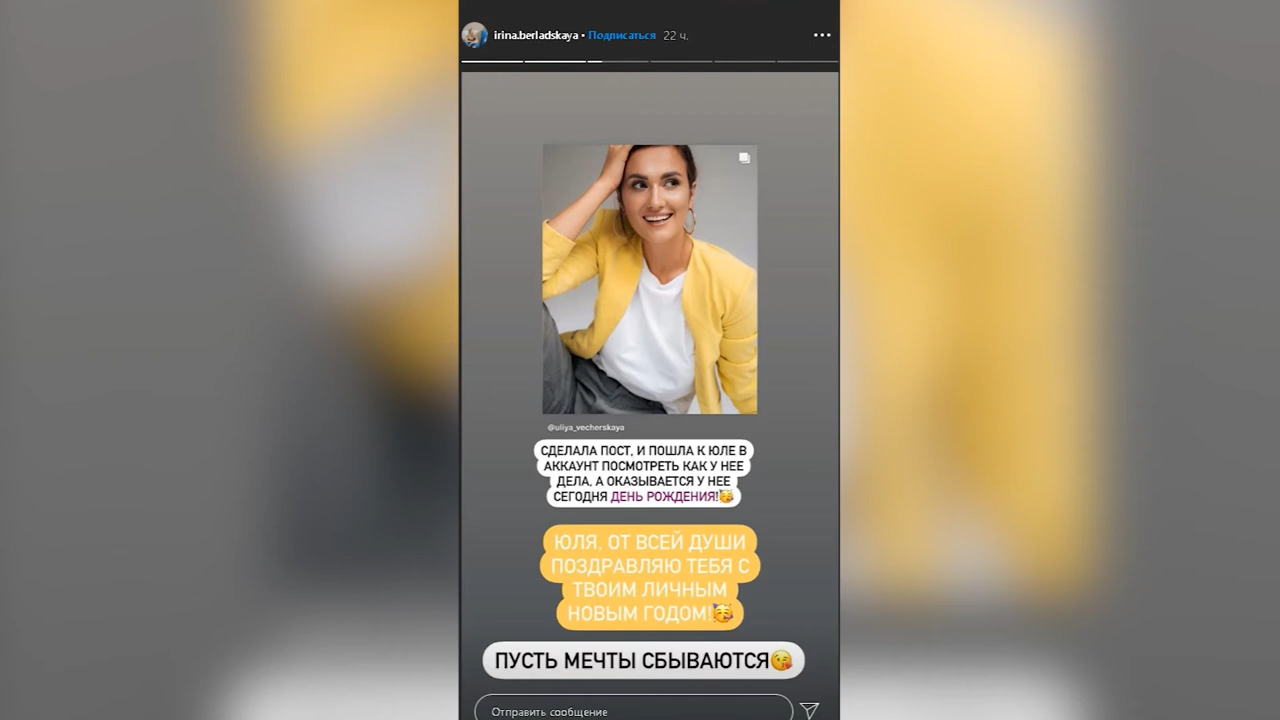 irina.berladskaya • Подписаться 22 ч.
@uliya_vecherskaya
СДЕЛАЛА ПОСТ, И ПОШЛА К ЮЛЕ В
АККАУНТ ПОСМОТРЕТЬ КАК У НЕЕ
ДЕЛА, А ОКАЗЫВАЕТСЯ У НЕЕ
СЕГОДНЯ ДЕНЬ РОЖДЕНИЯ!🥳
ЮЛЯ, ОТ ВСЕЙ ДУШИ
ПОЗДРАВЛЯЮ ТЕБЯ С
ТВОИМ ЛИЧНЫМ
НОВЫМ ГОДОМ!🥳
ПУСТЬ МЕЧТЫ СБЫВАЮТСЯ😘
Отправить сообщение